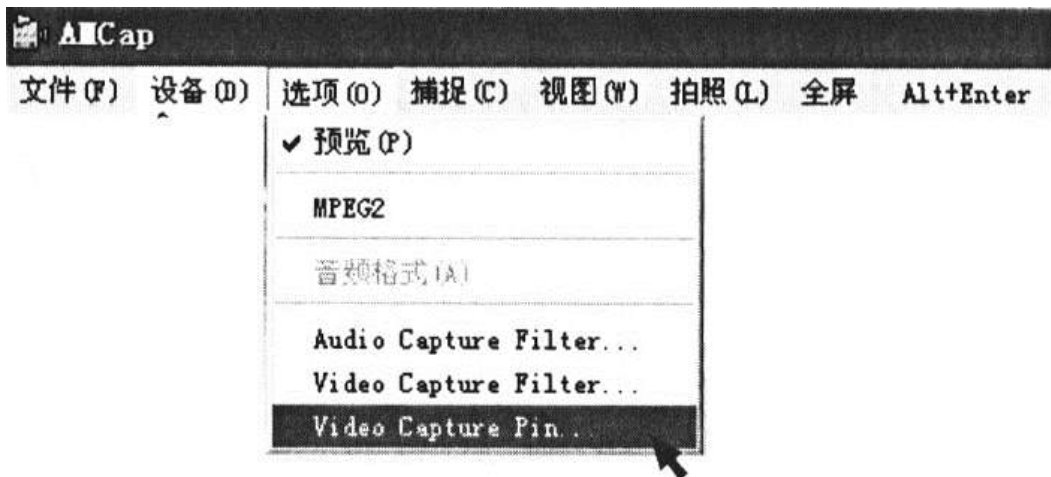 AMCap
文件(F) 设备(D) 选项(O) 捕捉(C) 视图(W) 拍照(L) 全屏 Alt+Enter
✓ 预览(P)
MPEG2
音频格式(A)
Audio Capture Filter...
Video Capture Filter...
Video Capture Pin...